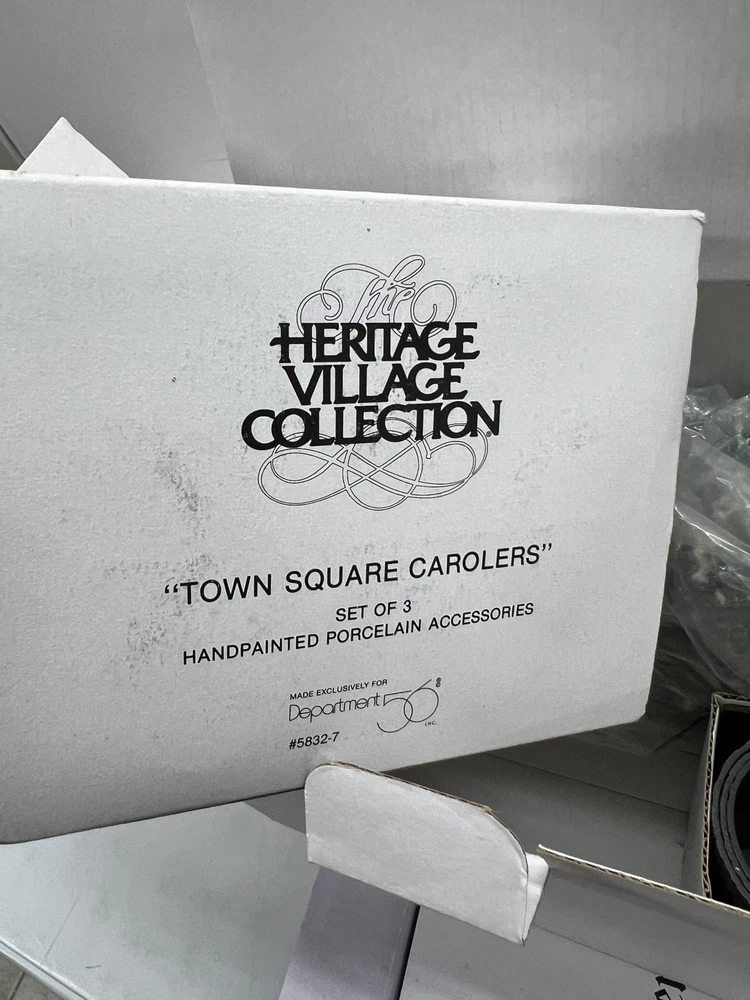 The
HERITAGE
VILLAGE
COLLECTION®
“TOWN SQUARE CAROLERS”
SET OF 3
HANDPAINTED PORCELAIN ACCESSORIES
MADE EXCLUSIVELY FOR
Department 56®
INC.
#5832-7